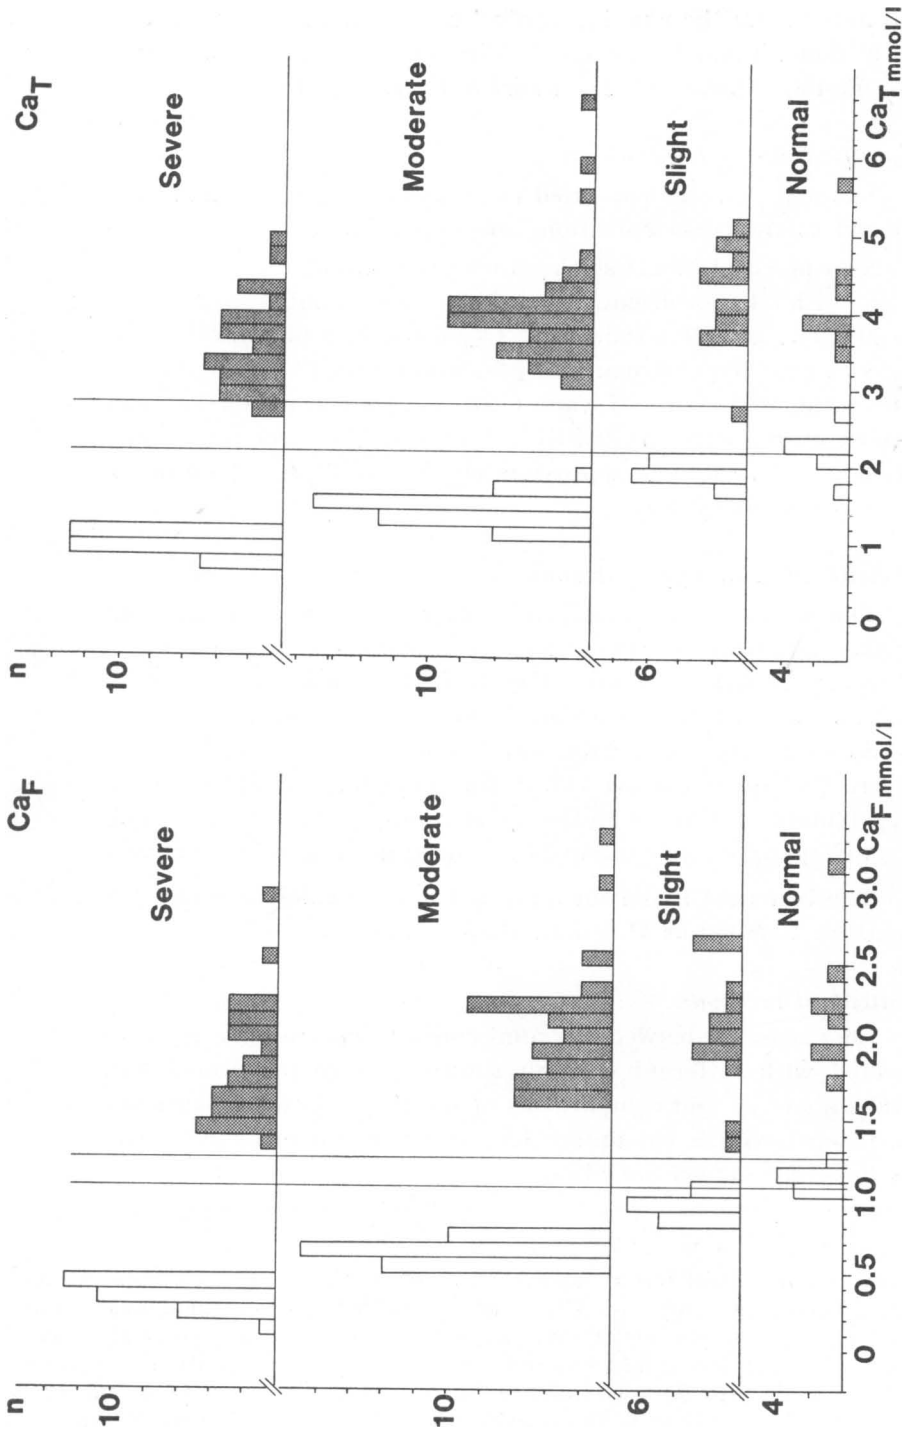 Ca_F
n
Severe
10
Moderate
10
Slight
6
Normal
4
0 0.5 1.0 1.5 2.0 2.5 3.0 Ca_F mmol/l
Ca_T
n
Severe
10
Moderate
10
Slight
6
Normal
4
0 1 2 3 4 5 6 Ca_T mmol/l